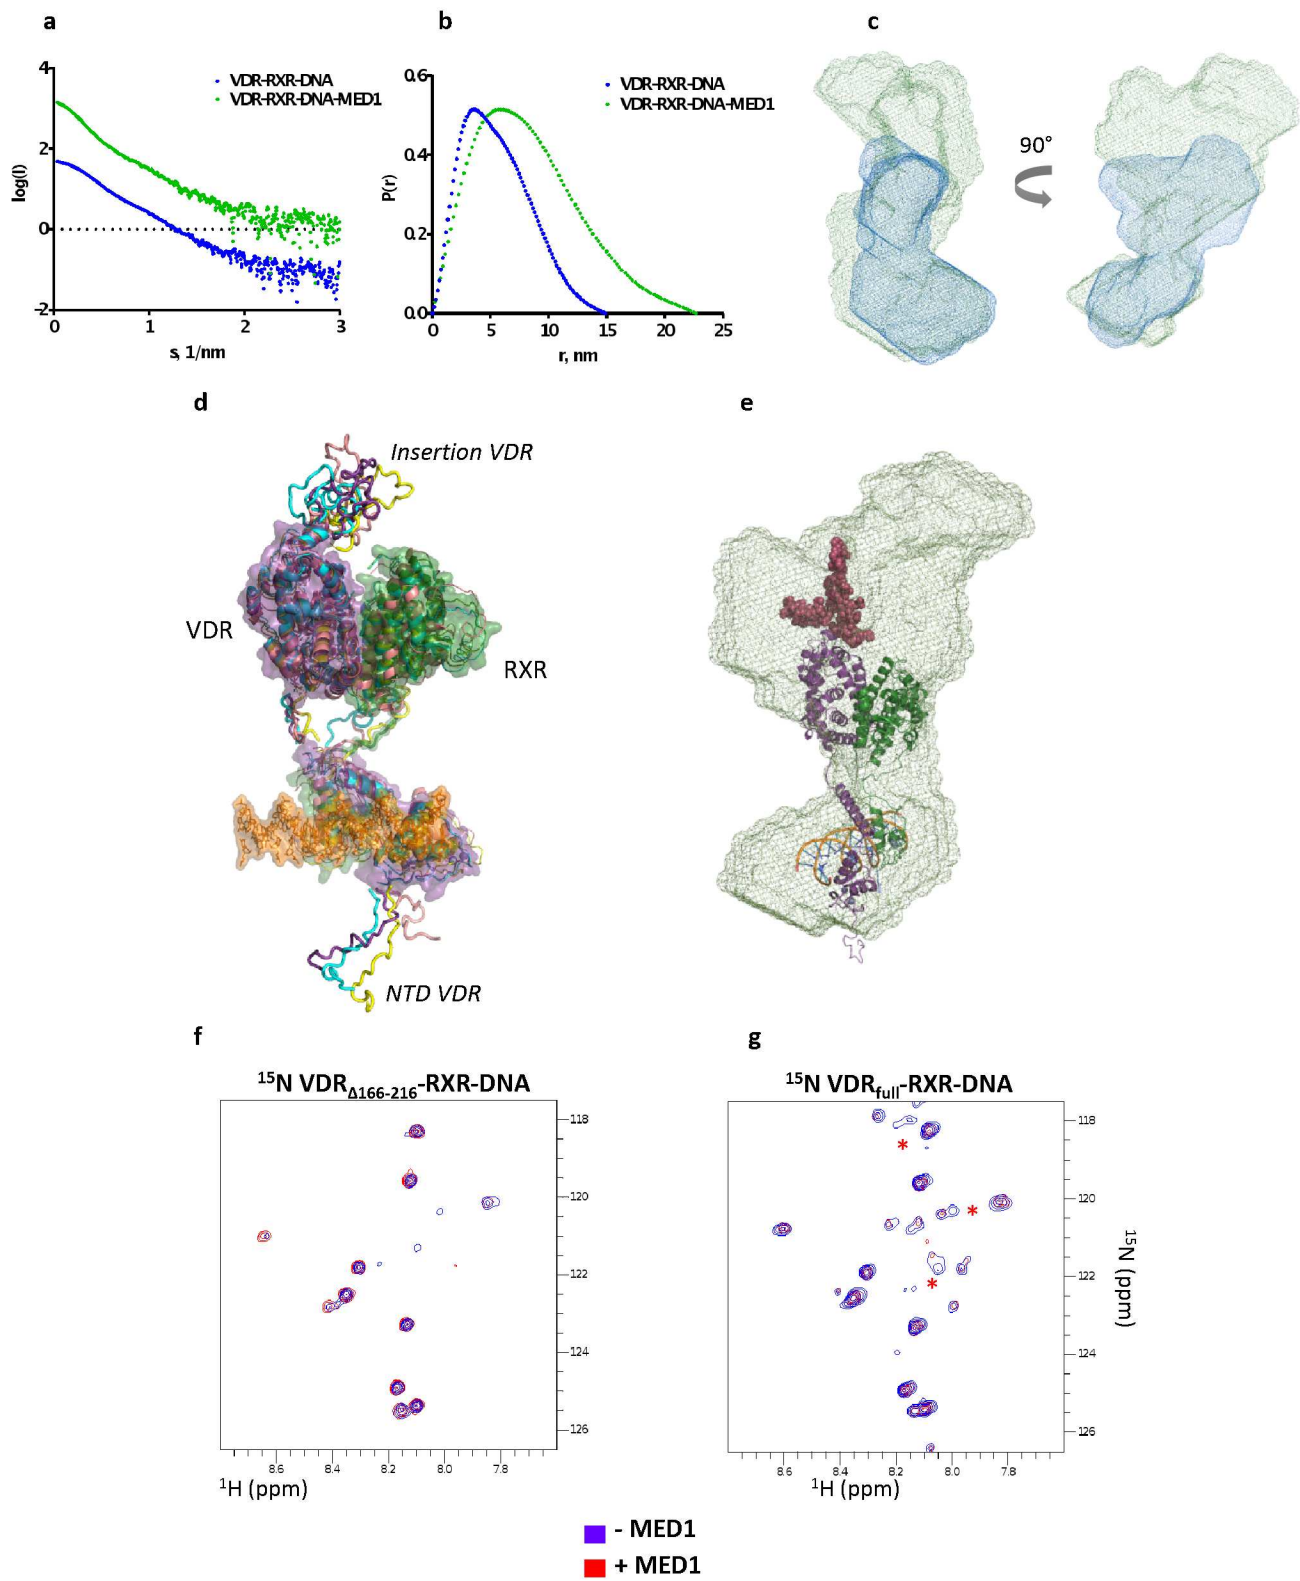 a
b
c
4
2
0
−2
log(I)
VDR-RXR-DNA
VDR-RXR-DNA-MED1
0
1
2
3
s, 1/nm
0.6
0.4
0.2
0.0
P(r)
VDR-RXR-DNA
VDR-RXR-DNA-MED1
0
5
10
15
20
25
r, nm
90°
d
e
Insertion VDR
VDR
RXR
NTD VDR
f
g
15N VDRΔ166-216-RXR-DNA
118
120
122
124
126
8.6
8.4
8.2
8.0
7.8
1H (ppm)
15N VDRfull-RXR-DNA
*
*
*
118
120
122
124
126
15N (ppm)
8.6
8.4
8.2
8.0
7.8
1H (ppm)
- MED1
+ MED1